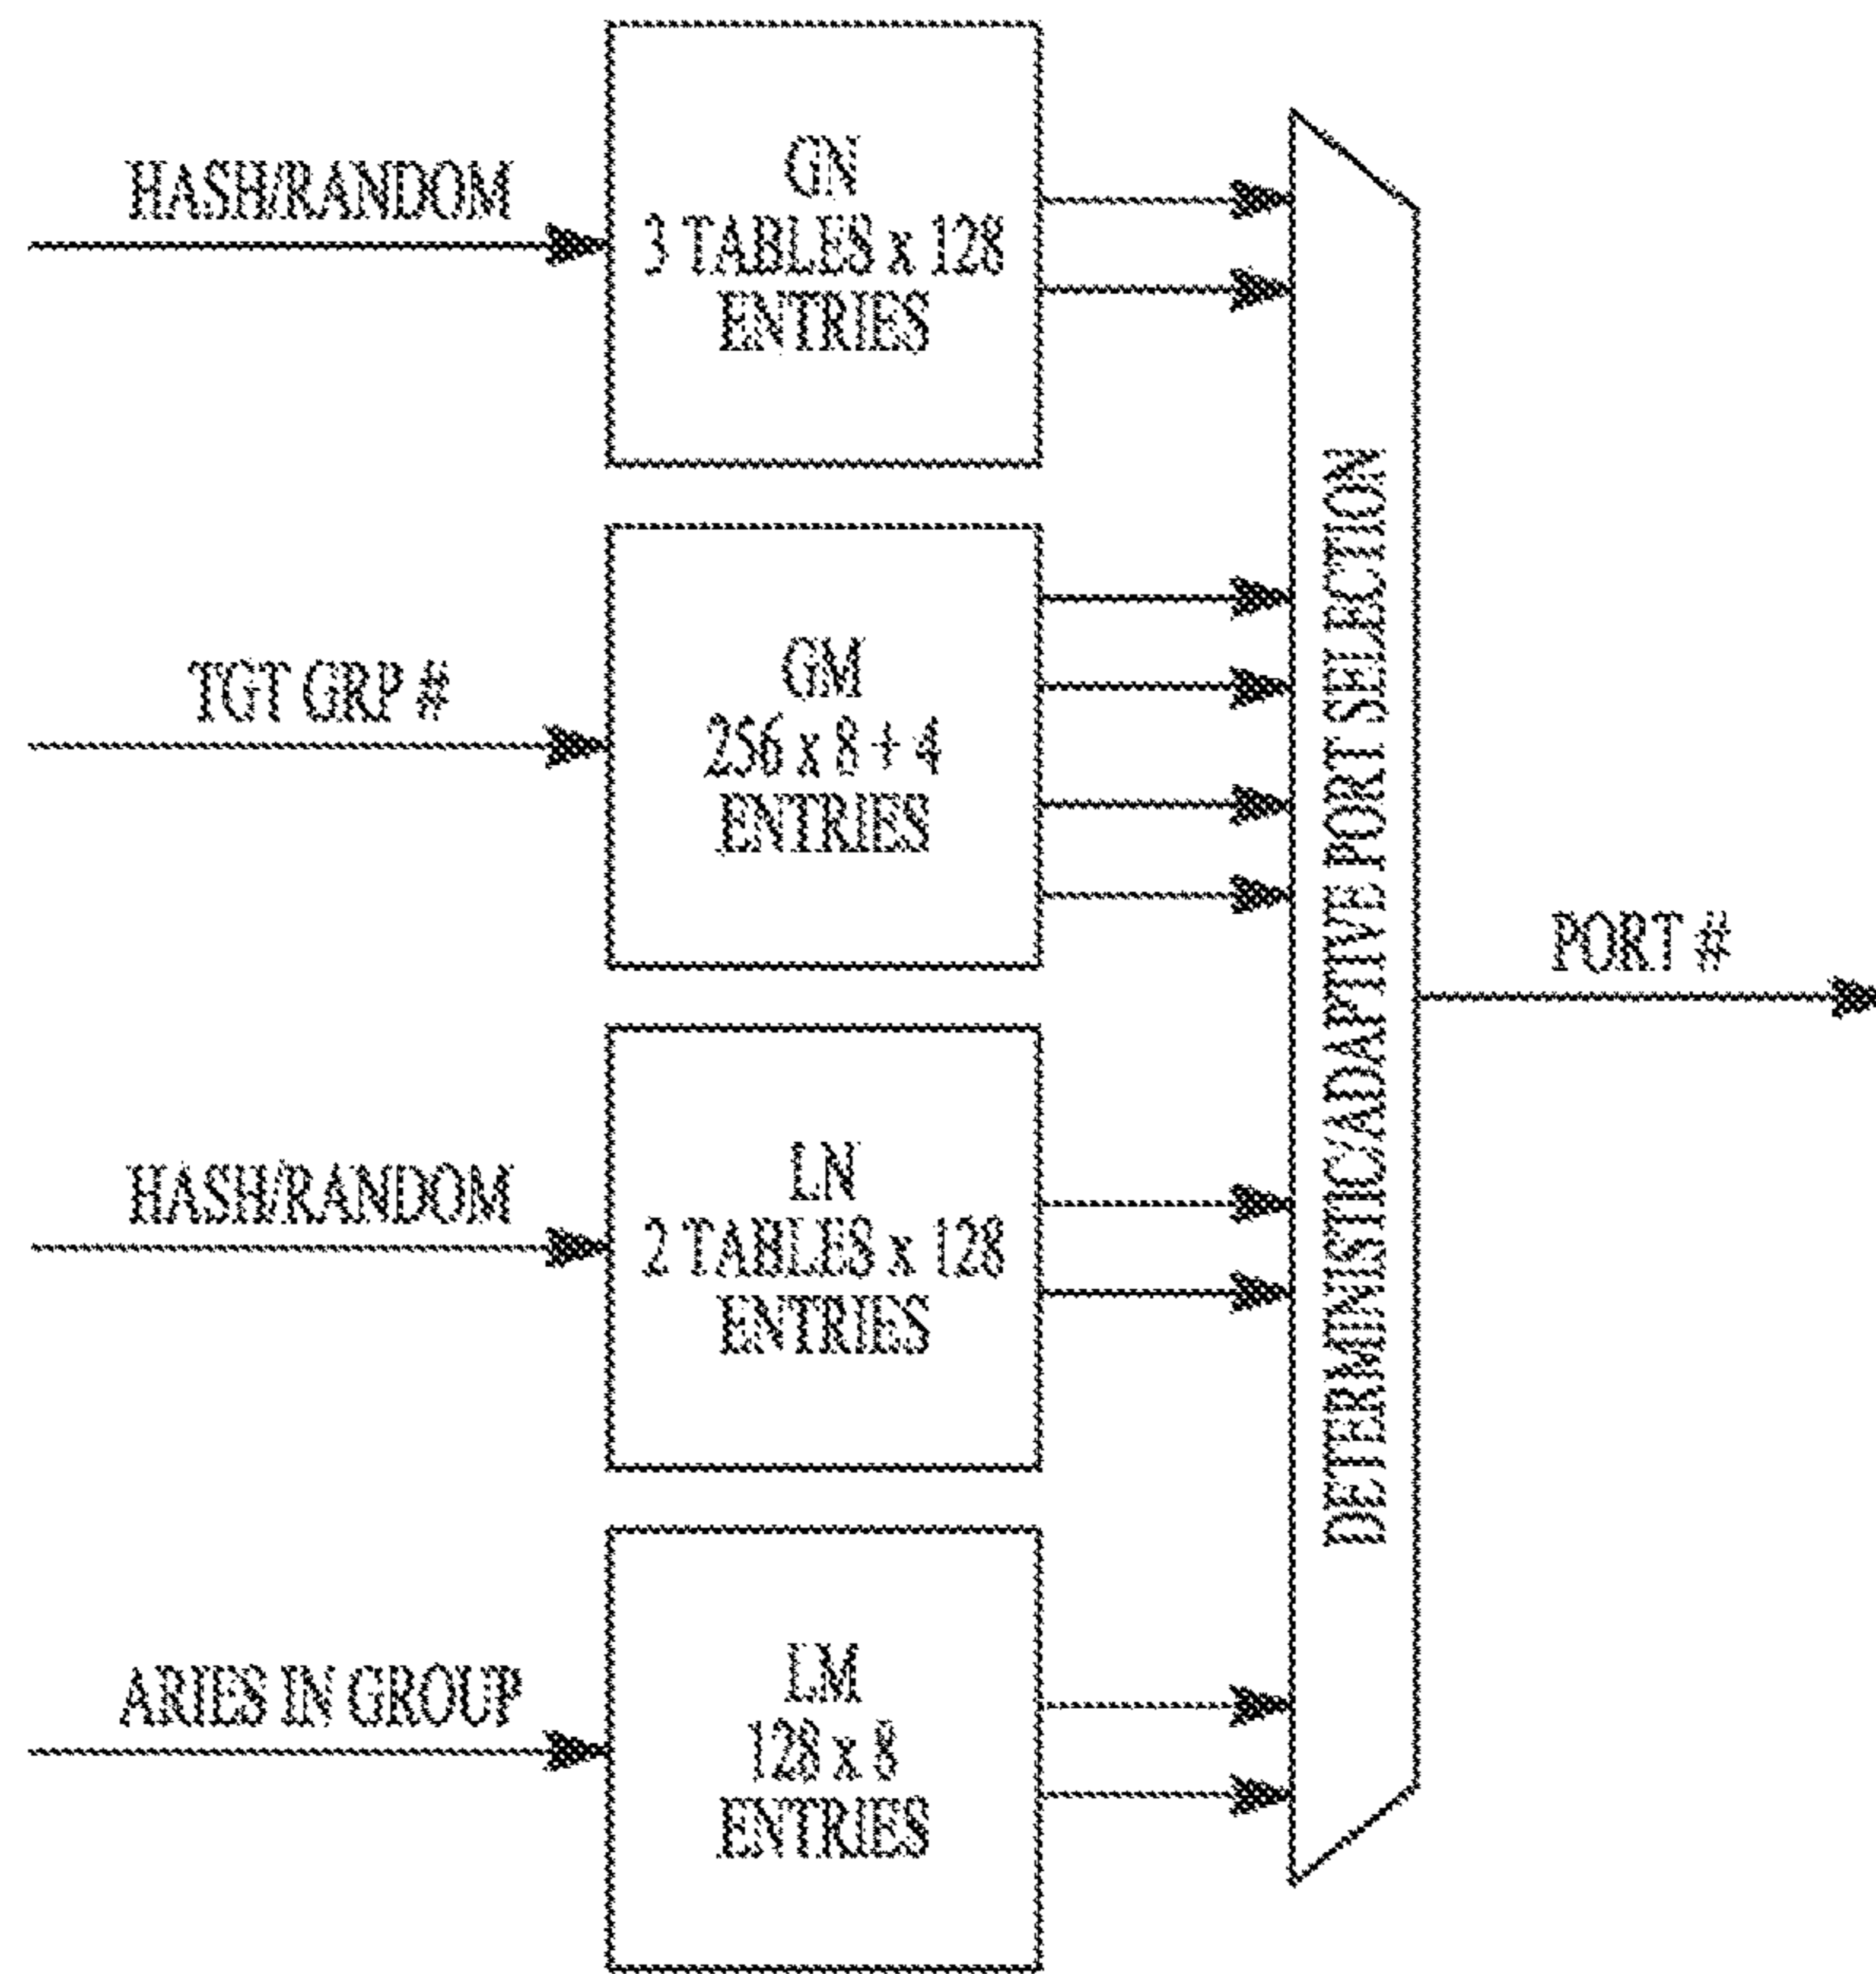 HASH/RANDOM
GN
3 TABLES x 128
ENTRIES
TGT GRP #
GM
256 x 8 + 4
ENTRIES
HASH/RANDOM
LN
2 TABLES x 128
ENTRIES
ARIES IN GROUP
LM
128 x 8
ENTRIES
DETERMINISTIC/ADAPTIVE PORT SELECTION
PORT #